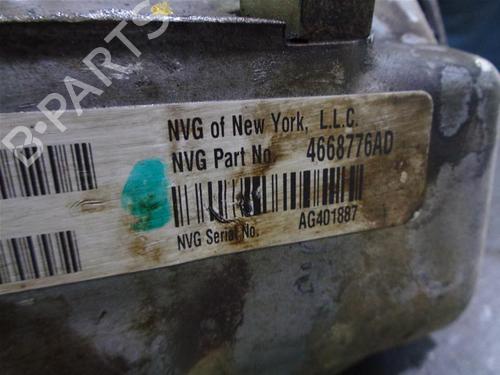 B-PARTS
NVG of New York, L.L.C.
NVG Part No. 4668776AD
NVG Serial No. AG401887